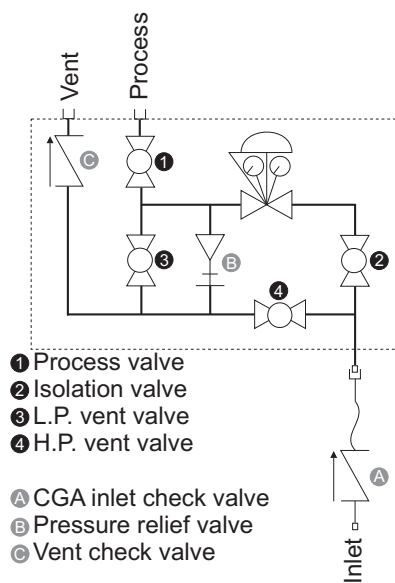 Vent
Process
C
1
3
B
4
2
1 Process valve
2 Isolation valve
3 L.P. vent valve
4 H.P. vent valve
A CGA inlet check valve
B Pressure relief valve
C Vent check valve
A
Inlet